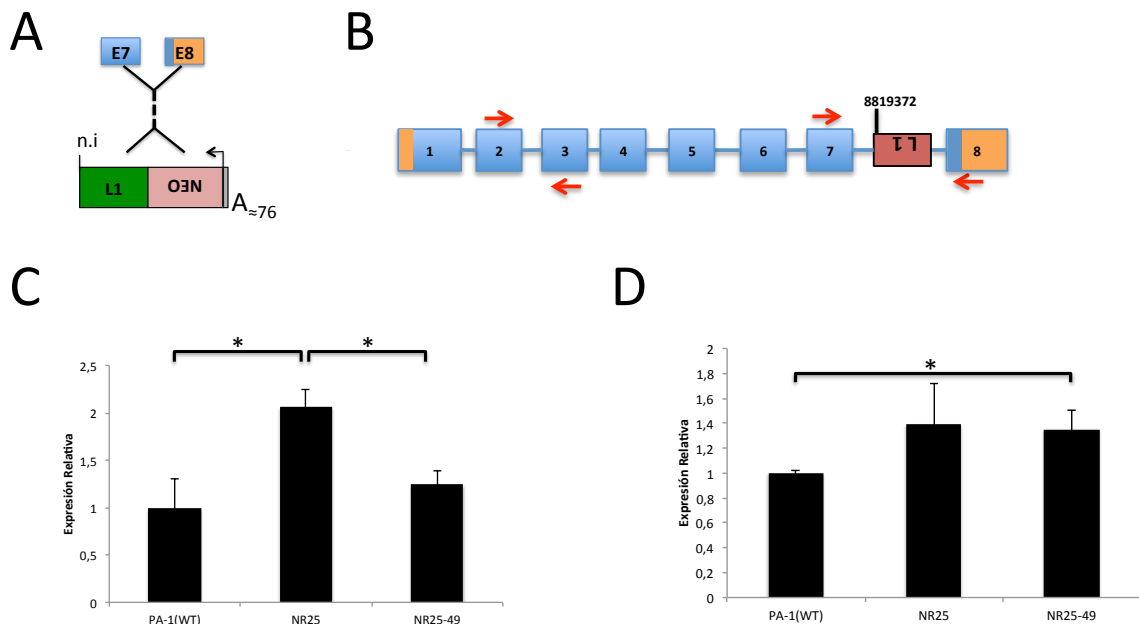 A
E7
E8
n.i
L1
NEO
A≈76
B
8819372
1
2
3
4
5
6
7
L1
8
C
*
*
Expresión Relativa
2,5
2
1,5
1
0,5
0
PA-1(WT)
NR25
NR25-49
D
*
Expresión Relativa
2
1,8
1,6
1,4
1,2
1
0,8
0,6
0,4
0,2
0
PA-1(WT)
NR25
NR25-49